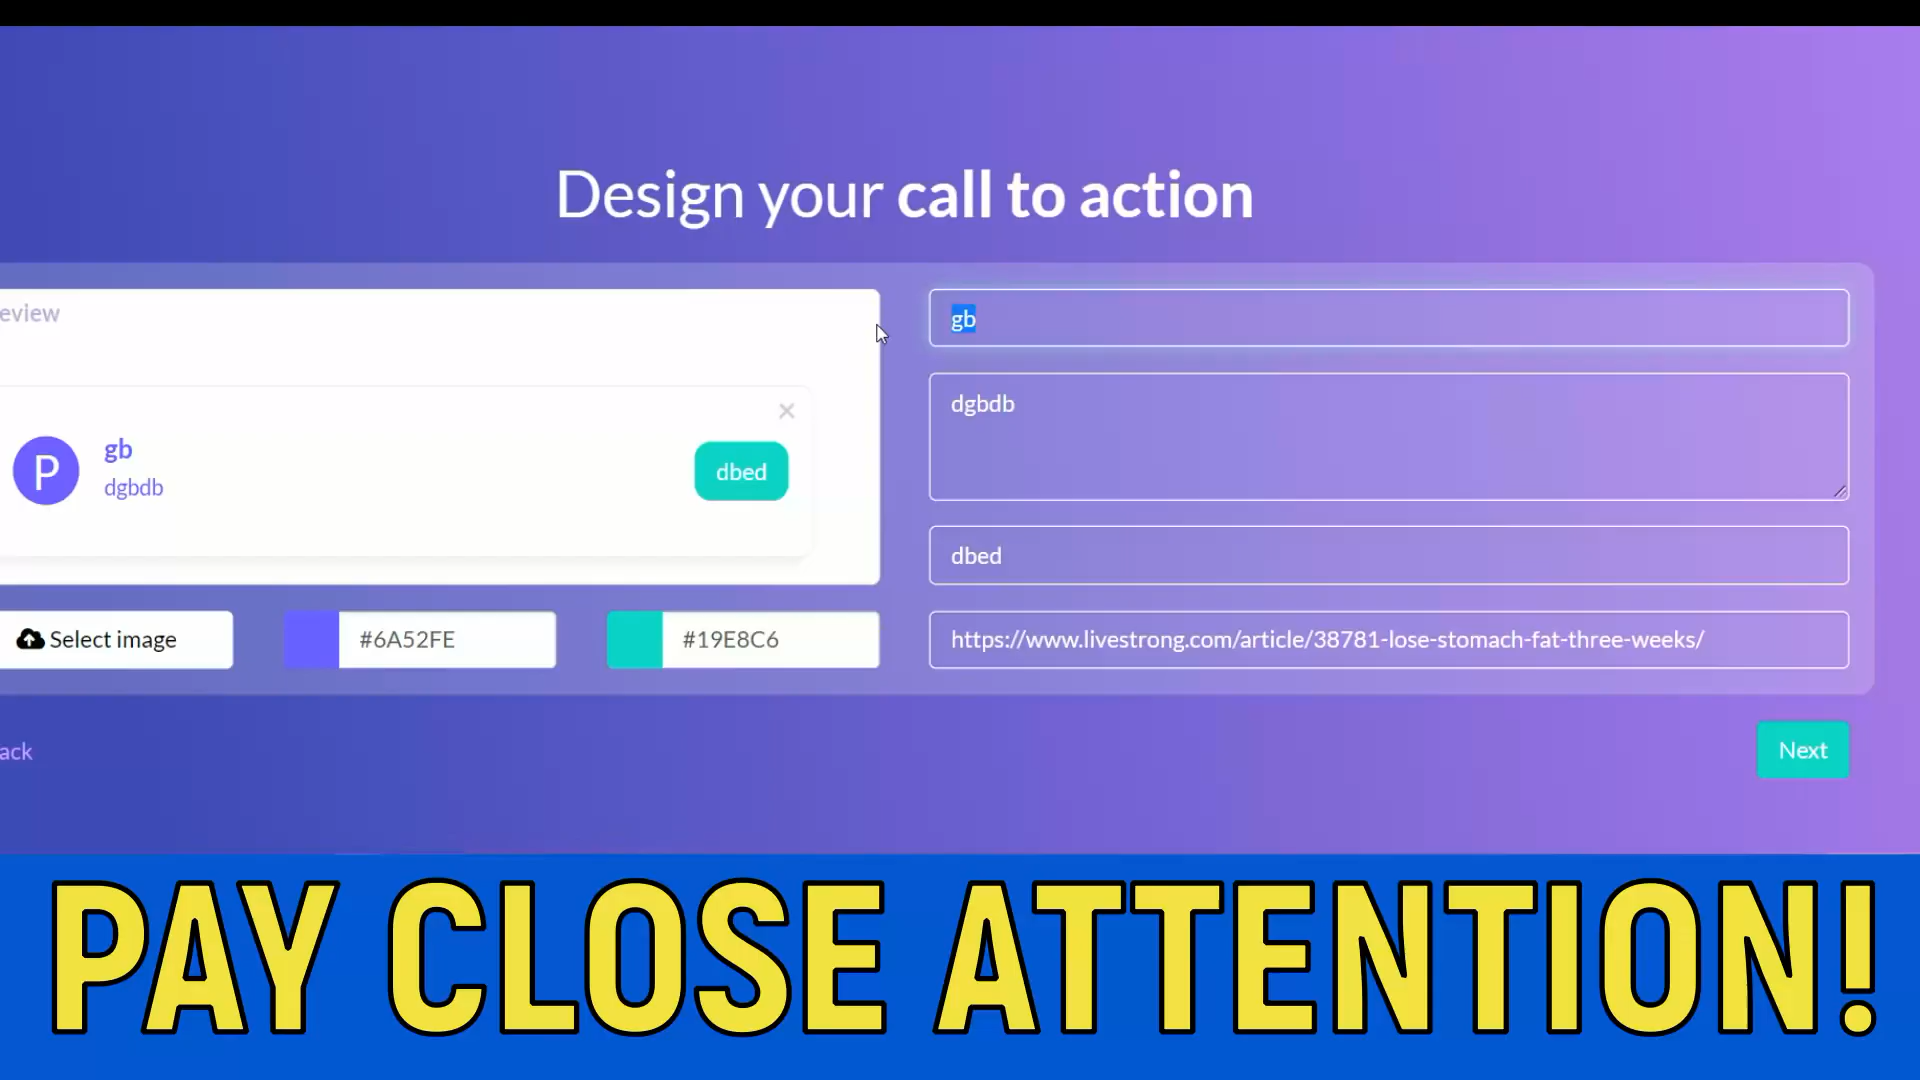 Design your call to action
eview
gb
dgbdb
P
dbed
Select image
#6A52FE
#19E8C6
gb
dgbdb
dbed
https://www.livestrong.com/article/38781-lose-stomach-fat-three-weeks/
ack
Next
PAY CLOSE ATTENTION!